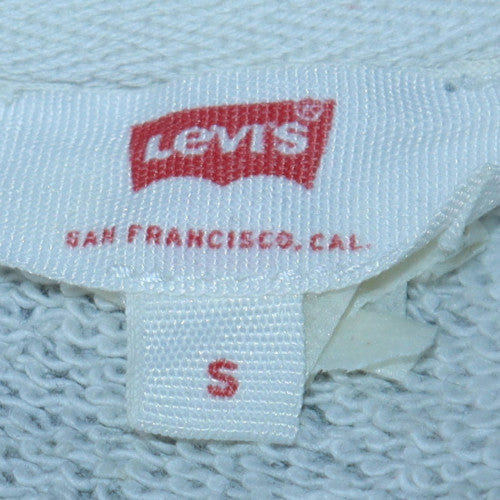 Levi's®
SAN FRANCISCO, CAL.
S